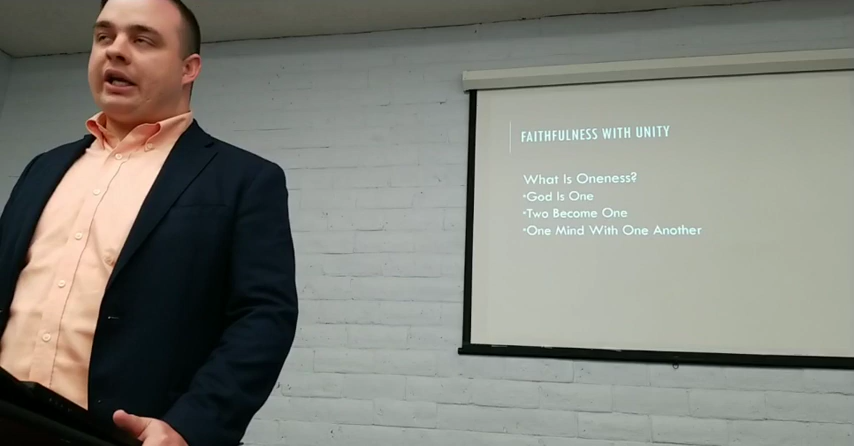 FAITHFULNESS WITH UNITY
What Is Oneness?
•God Is One
•Two Become One
•One Mind With One Another